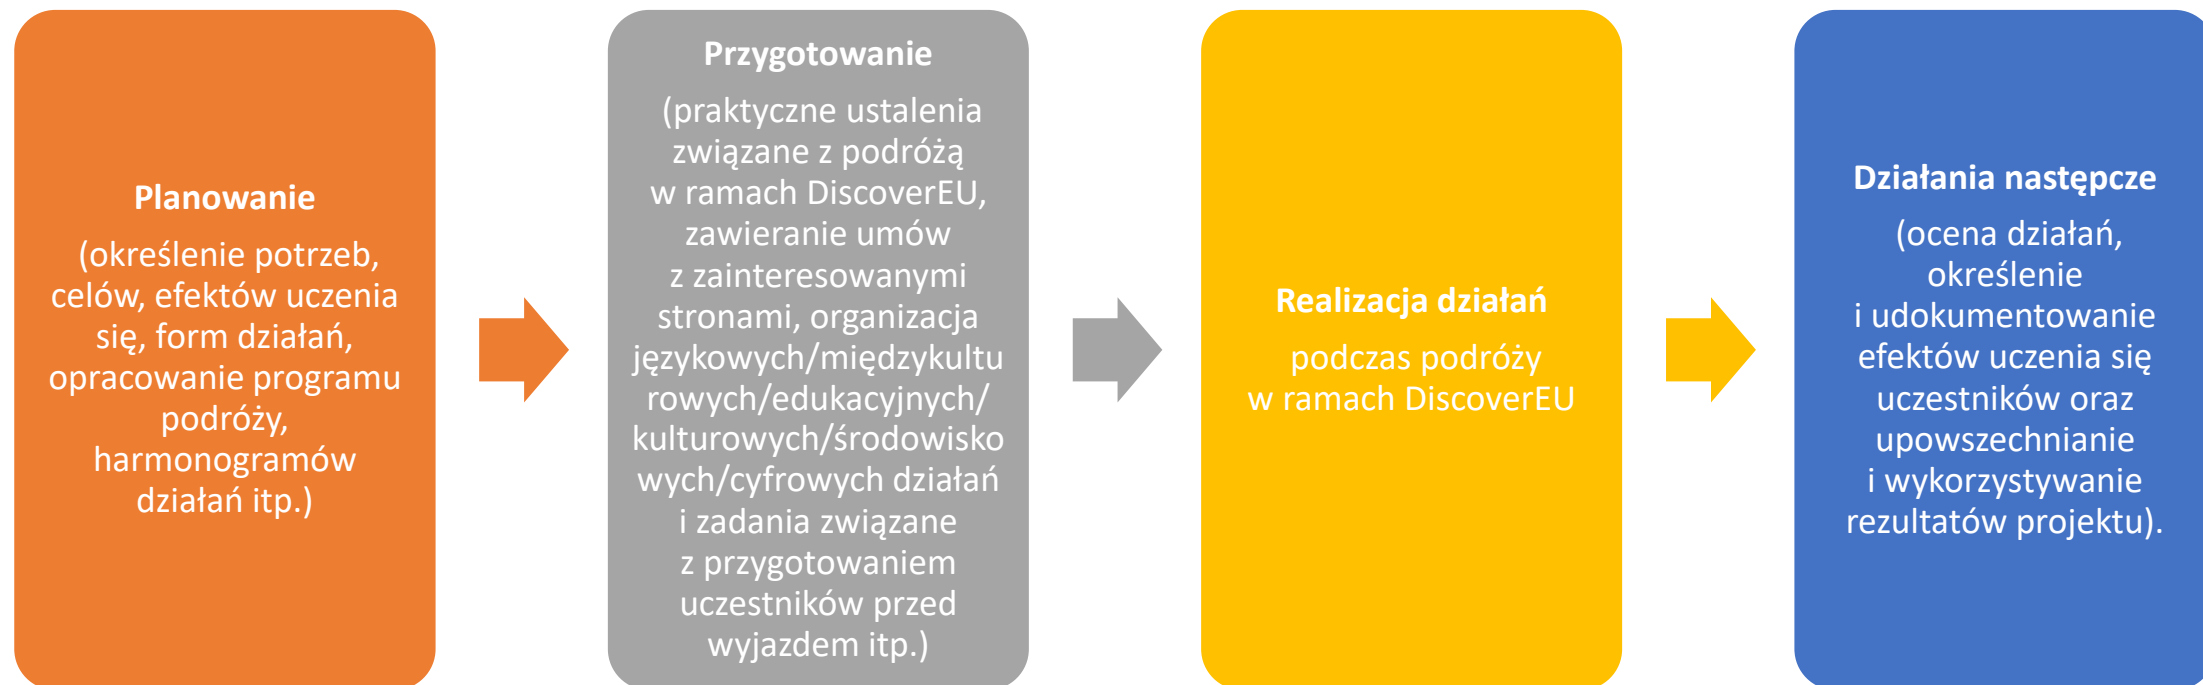 Planowanie
(określenie potrzeb,
celów, efektów uczenia
się, form działań,
opracowanie programu
podróży,
harmonogramów
działań itp.)
Przygotowanie
(praktyczne ustalenia
związane z podróżą
w ramach DiscoverEU,
zawieranie umów
z zainteresowanymi
stronami, organizacja
językowych/międzykultu
rowych/edukacyjnych/
kulturowych/środowisko
wych/cyfrowych działań
i zadania związane
z przygotowaniem
uczestników przed
wyjazdem itp.)
Realizacja działań
podczas podróży
w ramach DiscoverEU
Działania następcze
(ocena działań,
określenie
i udokumentowanie
efektów uczenia się
uczestników oraz
upowszechnianie
i wykorzystywanie
rezultatów projektu).